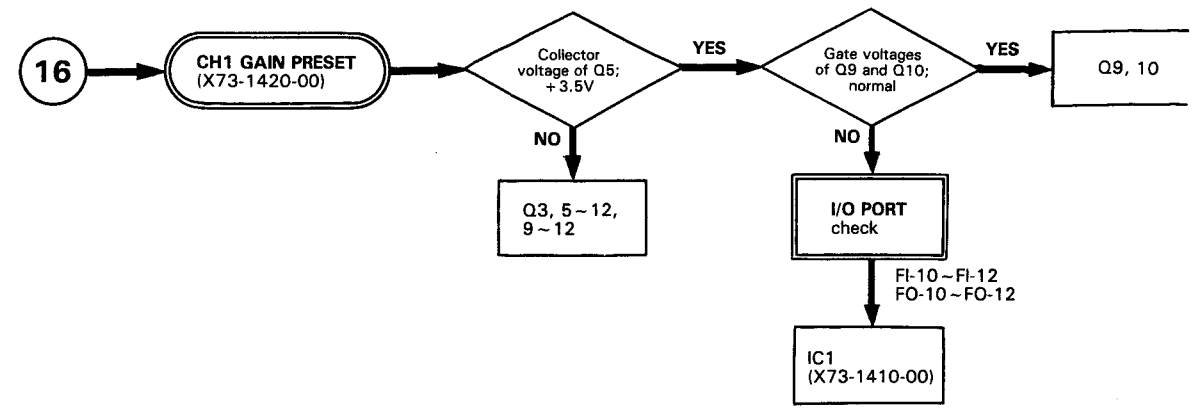 16
CH1 GAIN PRESET
(X73-1420-00)
Collector
voltage of Q5;
+3.5V
YES
Gate voltages
of Q9 and Q10;
normal
YES
Q9, 10
NO
NO
Q3, 5~12,
9~12
I/O PORT
check
FI-10~FI-12
FO-10~FO-12
IC1
(X73-1410-00)